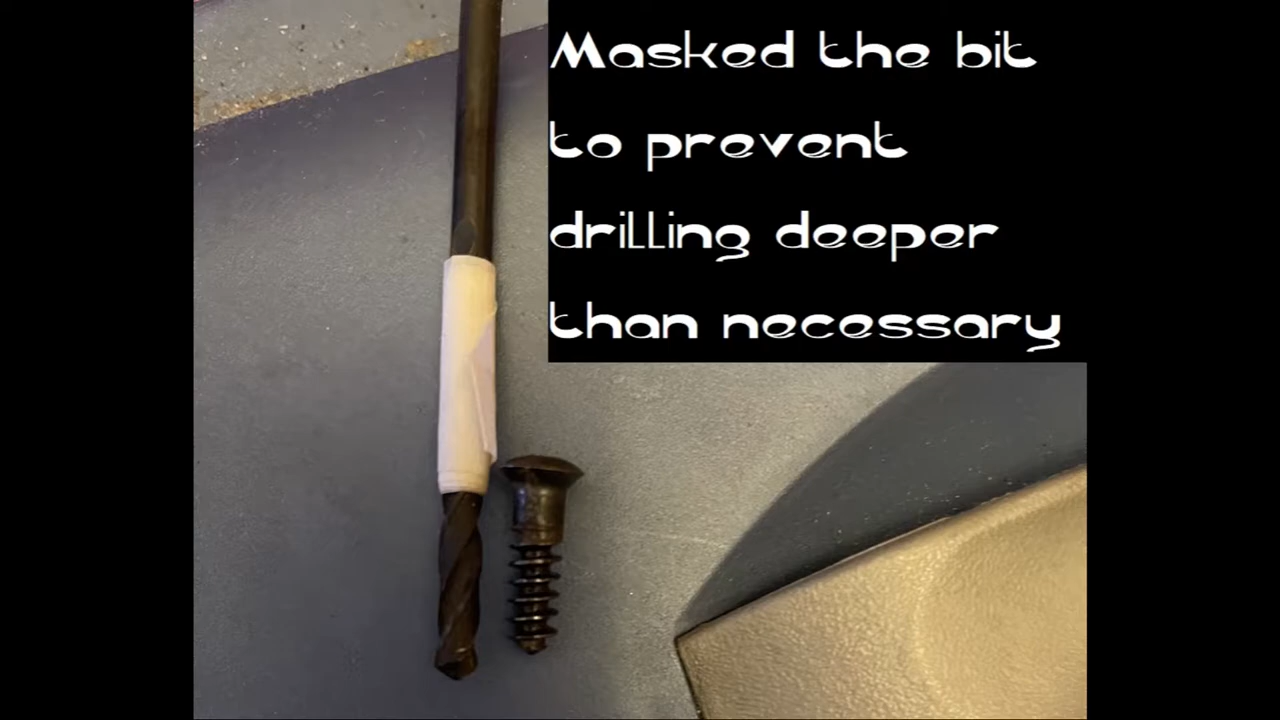 Masked the bit
to prevent
drilling deeper
than necessary